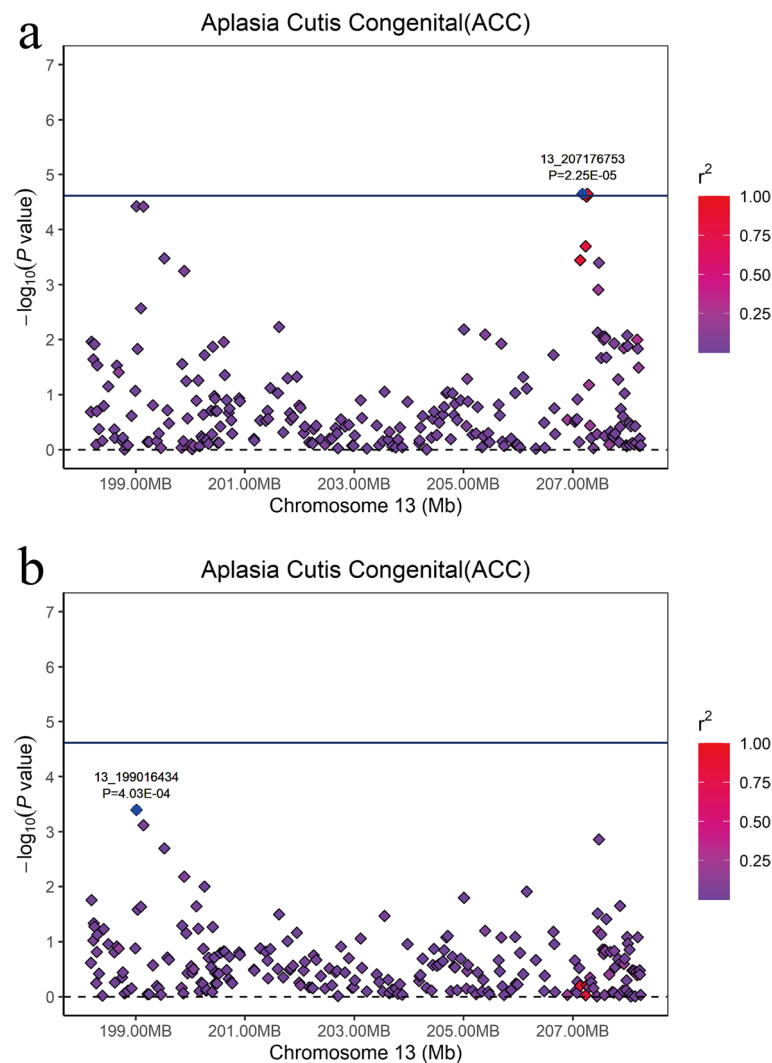 a
Aplasia Cutis Congenital(ACC)
7
6
5
4
3
2
1
0
−log₁₀(P value)
13_207176753
P=2.25E-05
199.00MB 201.00MB 203.00MB 205.00MB 207.00MB
Chromosome 13 (Mb)
r²
1.00
0.75
0.50
0.25
b
Aplasia Cutis Congenital(ACC)
7
6
5
4
3
2
1
0
−log₁₀(P value)
13_199016434
P=4.03E-04
199.00MB 201.00MB 203.00MB 205.00MB 207.00MB
Chromosome 13 (Mb)
r²
1.00
0.75
0.50
0.25